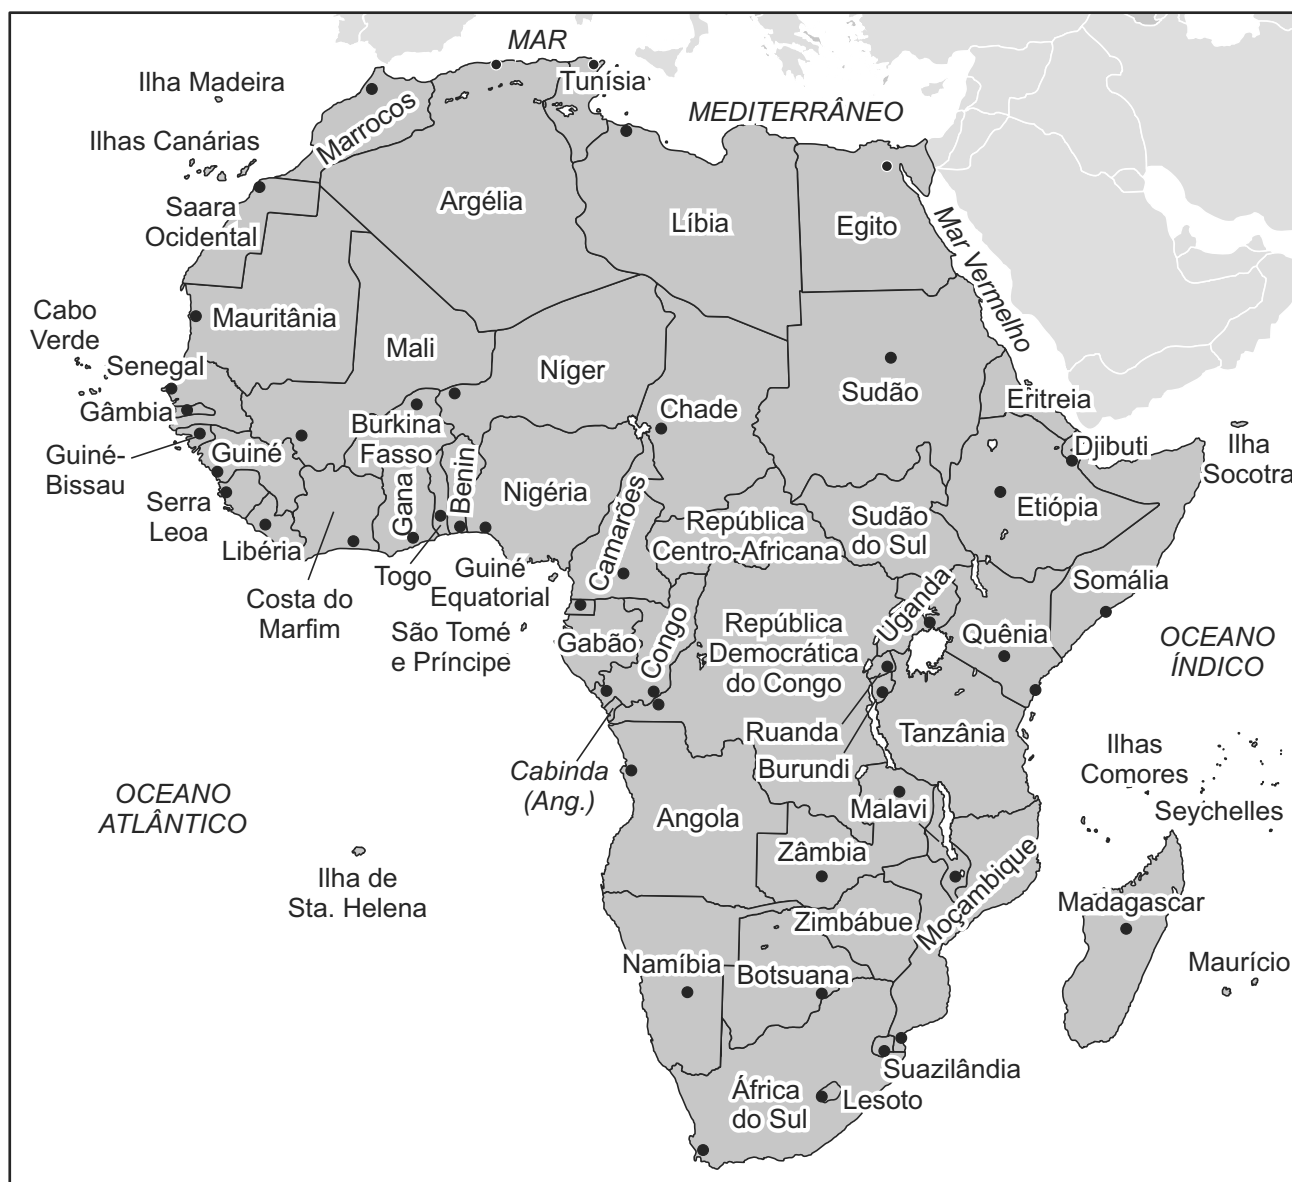 MAR
Ilha Madeira
Tunísia
MEDITERRÂNEO
Marrocos
Ilhas Canárias
Argélia
Líbia
Egito
Saara
Ocidental
Mar Vermelho
Cabo
Verde
Mauritânia
Mali
Níger
Sudão
Senegal
Chade
Eritreia
Gâmbia
Burkina
Fasso
Djibuti
Ilha
Socotra
Guiné-
Bissau
Guiné
Benin
Nigéria
Etiópia
Gana
Camarões
Serra
Leoa
República
Centro-Africana
Sudão
do Sul
Libéria
Togo
Guiné
Equatorial
Somália
Costa do
Marfim
Uganda
São Tomé
e Príncipe
Gabão
Congo
República
Democrática
do Congo
Quênia
OCEANO
ÍNDICO
Ruanda
Tanzânia
Burundi
Cabinda
(Ang.)
Ilhas
Comores
OCEANO
ATLÂNTICO
Angola
Malavi
Seychelles
Zâmbia
Moçambique
Ilha de
Sta. Helena
Zimbábue
Madagascar
Namíbia
Botsuana
Maurício
Suazilândia
África
do Sul
Lesoto